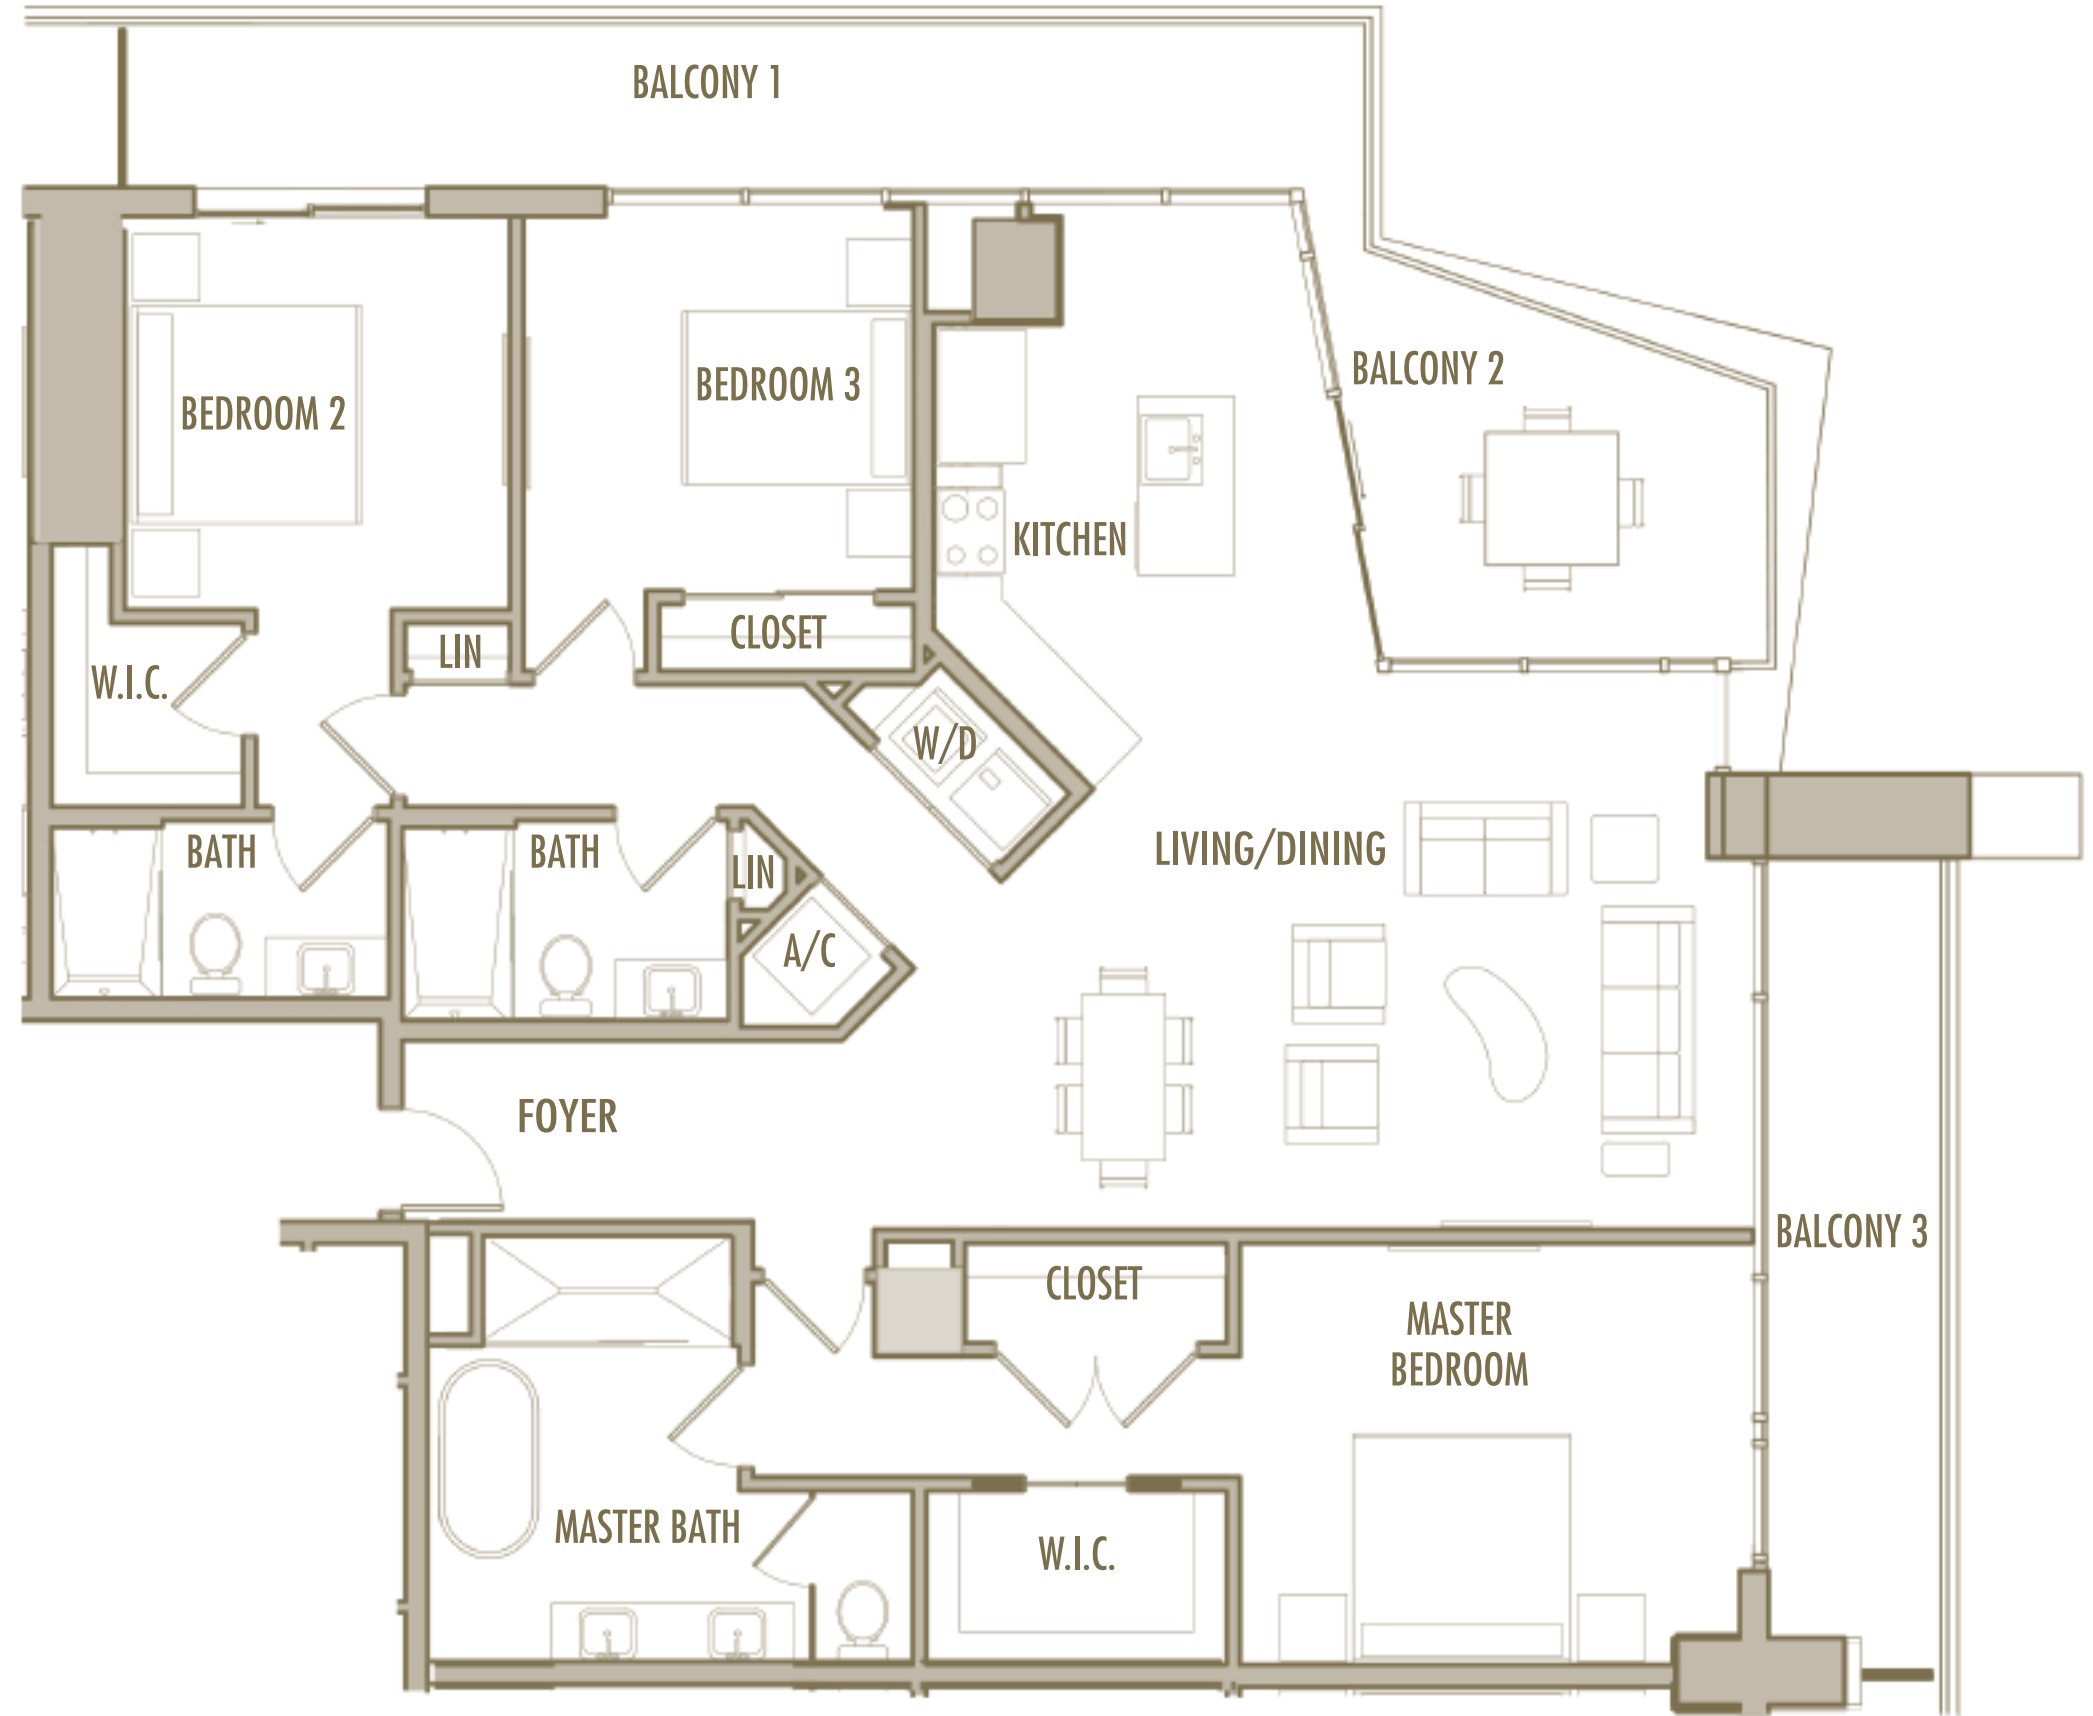 BALCONY 1
BALCONY 2
BEDROOM 3
BEDROOM 2
KITCHEN
CLOSET
LIN
W.I.C.
W/D
BATH
BATH
LIVING/DINING
LIN
A/C
FOYER
BALCONY 3
CLOSET
MASTER
BEDROOM
MASTER BATH
W.I.C.